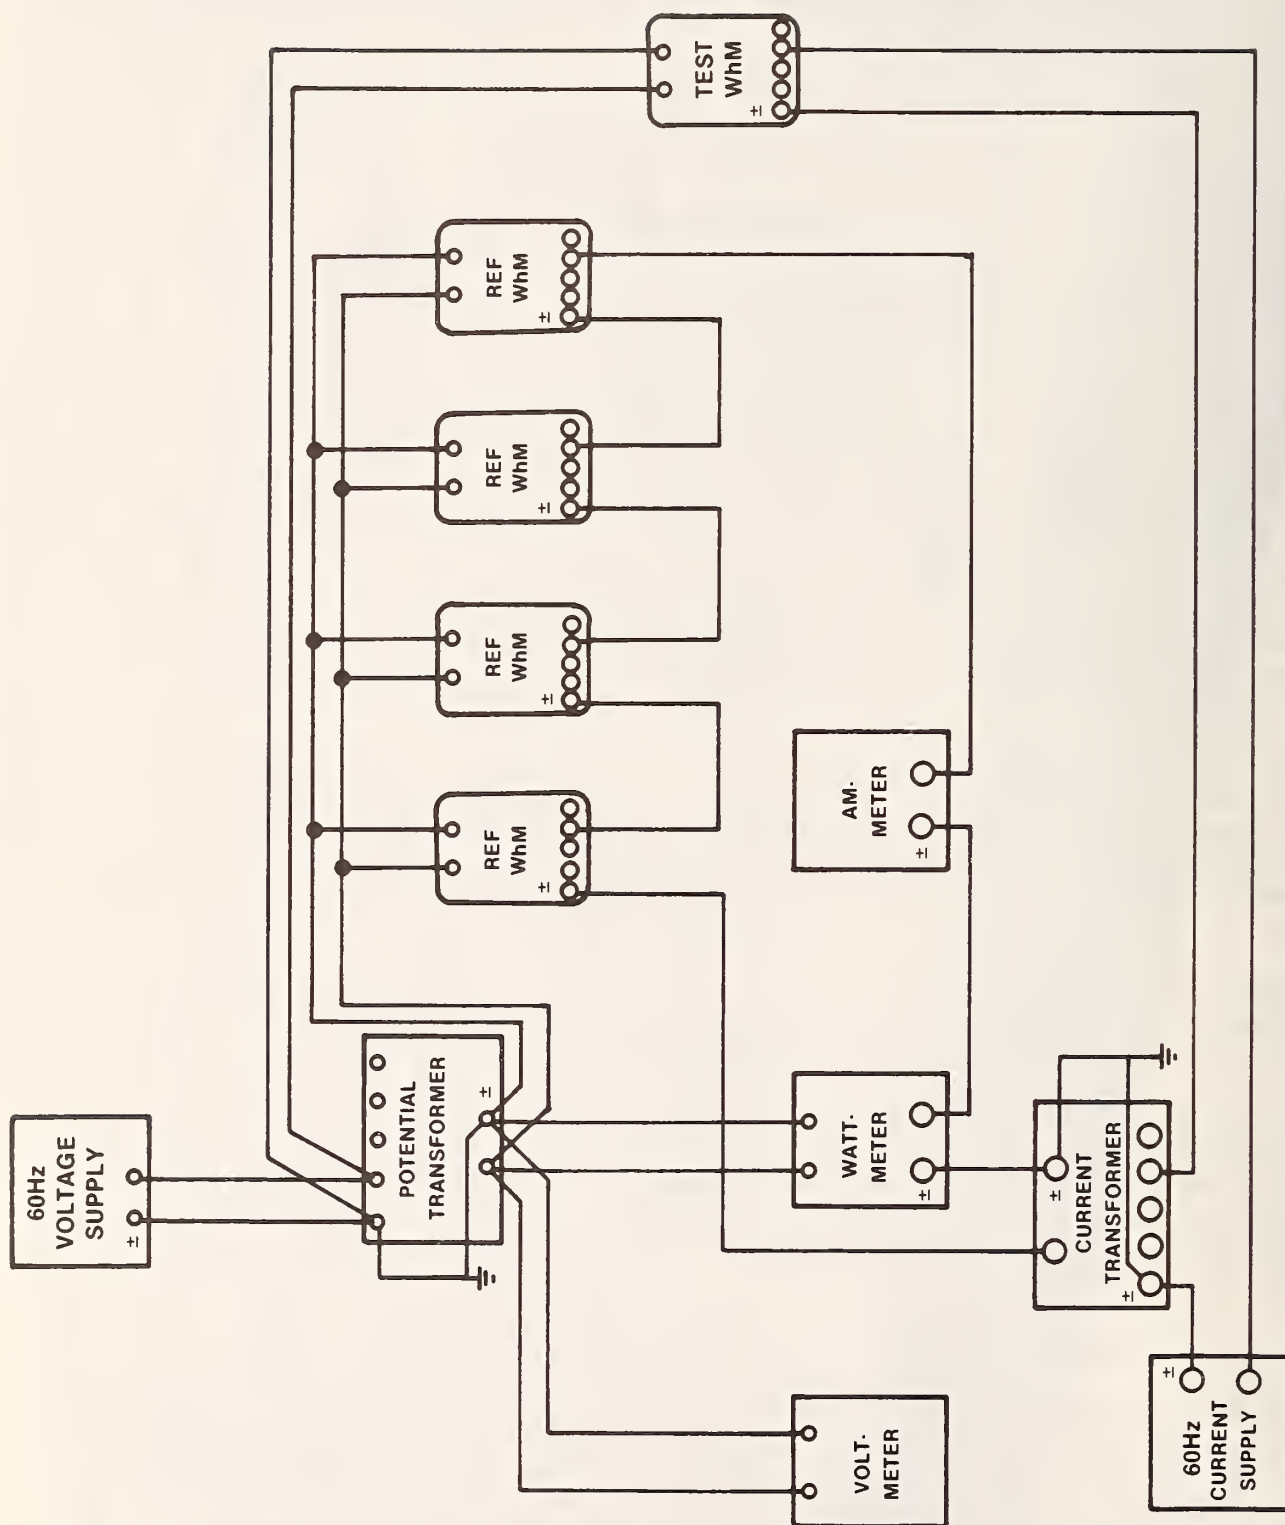 60Hz
VOLTAGE
SUPPLY
±
POTENTIAL
TRANSFORMER
±
TEST
WhM
±
REF
WhM
±
REF
WhM
±
REF
WhM
±
REF
WhM
±
AM-
METER
±
WATT-
METER
±
CURRENT
TRANSFORMER
±
±
VOLT-
METER
60Hz
CURRENT
SUPPLY
±